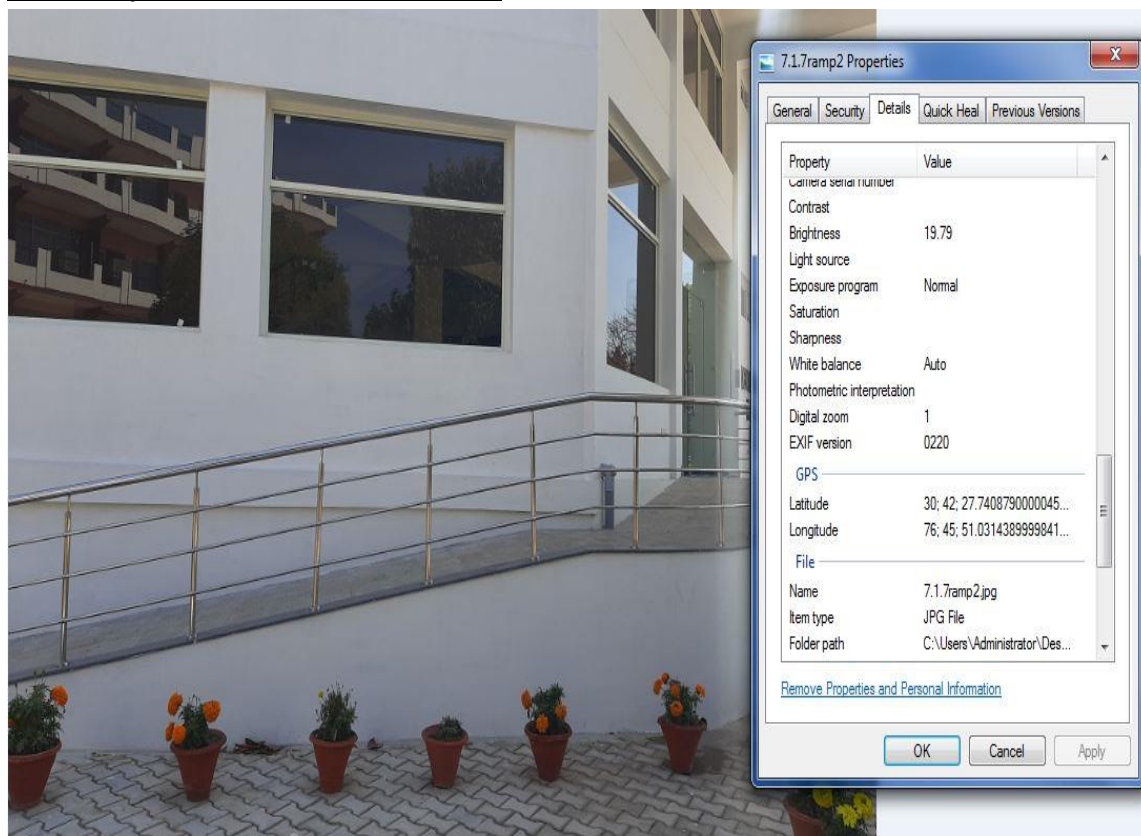 7.1.7ramp2 Properties
X
General Security Details Quick Heal Previous Versions
Property Value
Camera serial number
Contrast
Brightness 19.79
Light source
Exposure program Normal
Saturation
Sharpness
White balance Auto
Photometric interpretation
Digital zoom 1
EXIF version 0220
GPS
Latitude 30; 42; 27.7408790000045...
Longitude 76; 45; 51.0314389999841...
File
Name 7.1.7ramp2.jpg
Item type JPG File
Folder path C:\Users\Administrator\Des...
Remove Properties and Personal Information
OK Cancel Apply